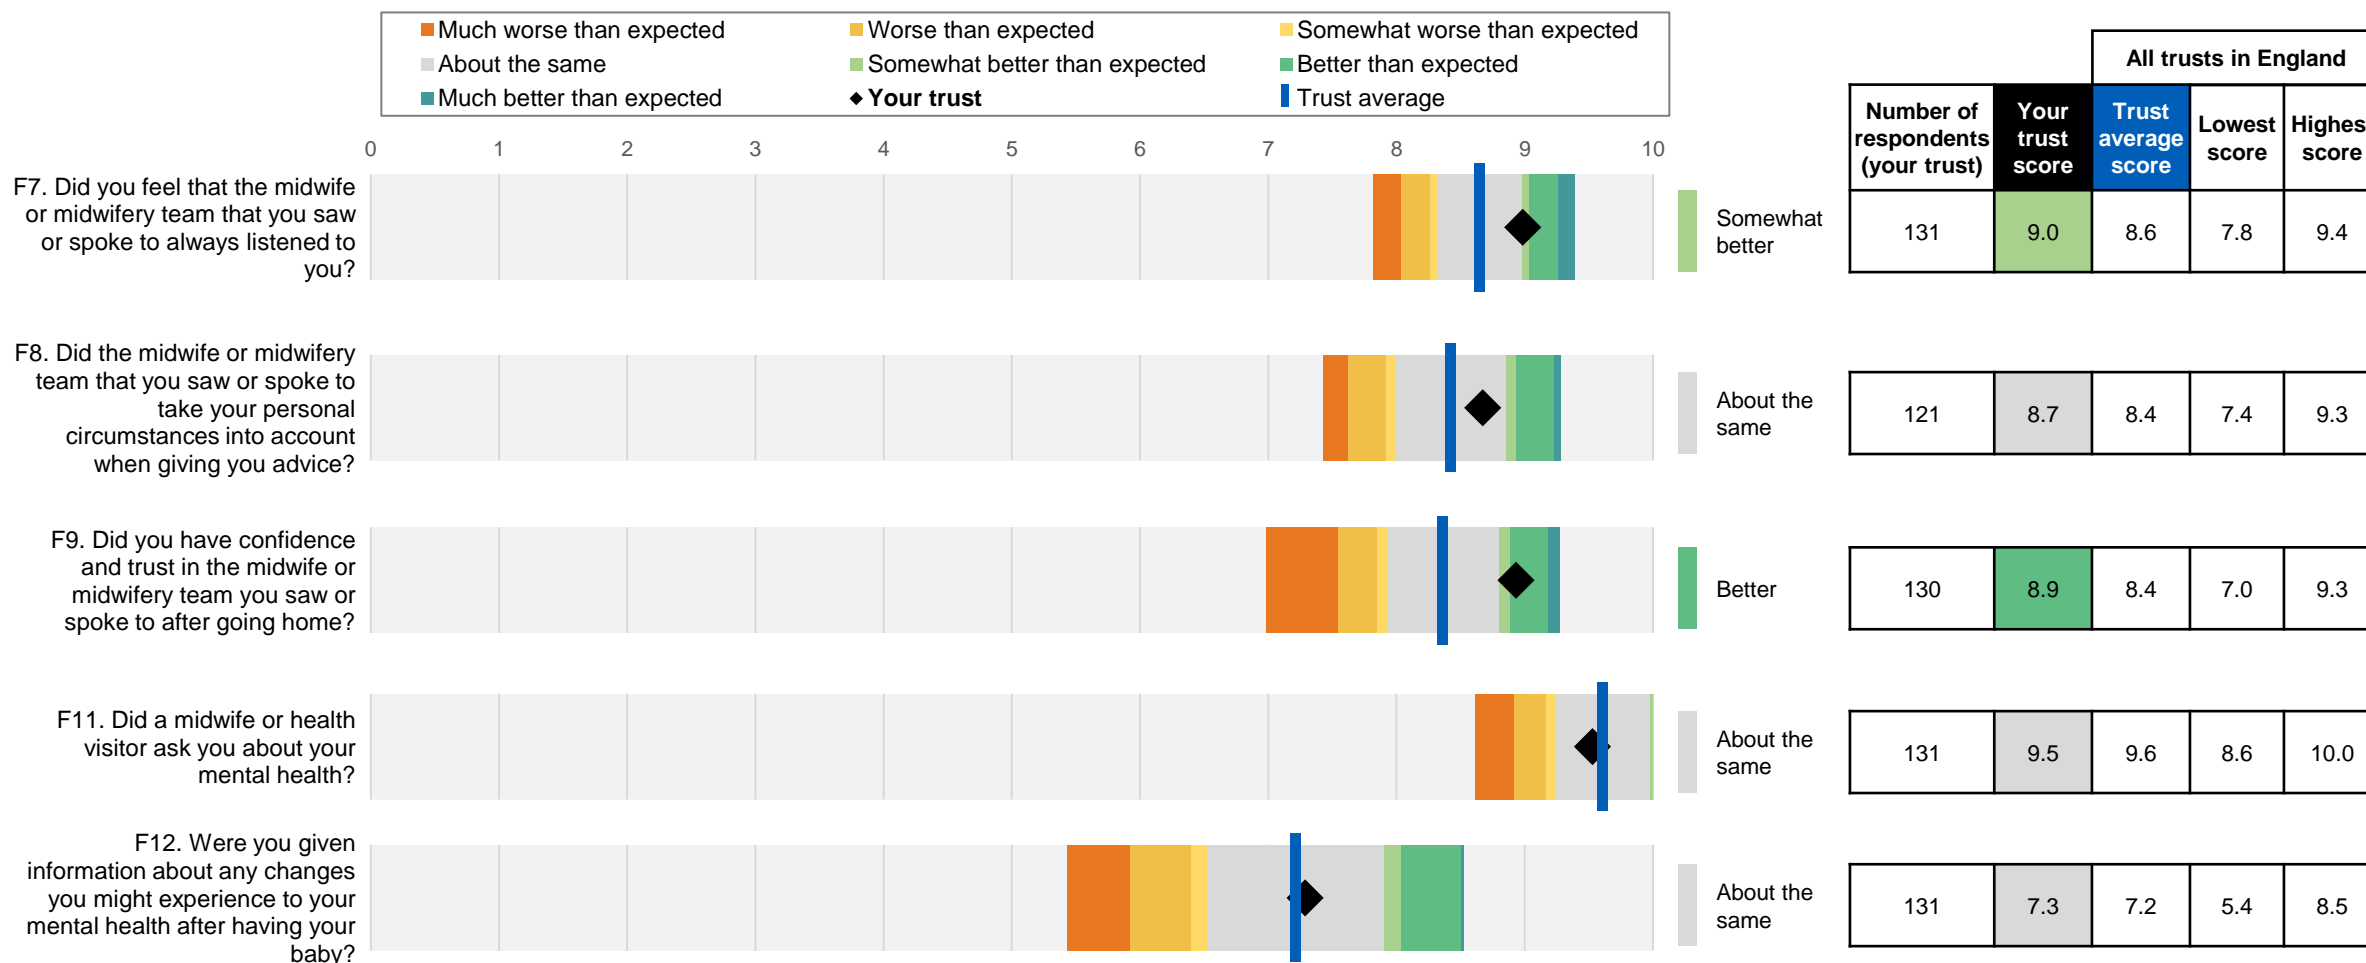 Much worse than expected
Worse than expected
Somewhat worse than expected
About the same
Somewhat better than expected
Better than expected
Much better than expected
Your trust
Trust average
All trusts in England
Number of
respondents
(your trust)
Your
trust
score
Trust
average
score
Lowest
score
Highes
score
0 1 2 3 4 5 6 7 8 9 10
F7. Did you feel that the midwife
or midwifery team that you saw
or spoke to always listened to
you?
Somewhat
better
131 9.0 8.6 7.8 9.4
F8. Did the midwife or midwifery
team that you saw or spoke to
take your personal
circumstances into account
when giving you advice?
About the
same
121 8.7 8.4 7.4 9.3
F9. Did you have confidence
and trust in the midwife or
midwifery team you saw or
spoke to after going home?
Better
130 8.9 8.4 7.0 9.3
F11. Did a midwife or health
visitor ask you about your
mental health?
About the
same
131 9.5 9.6 8.6 10.0
F12. Were you given
information about any changes
you might experience to your
mental health after having your
baby?
About the
same
131 7.3 7.2 5.4 8.5